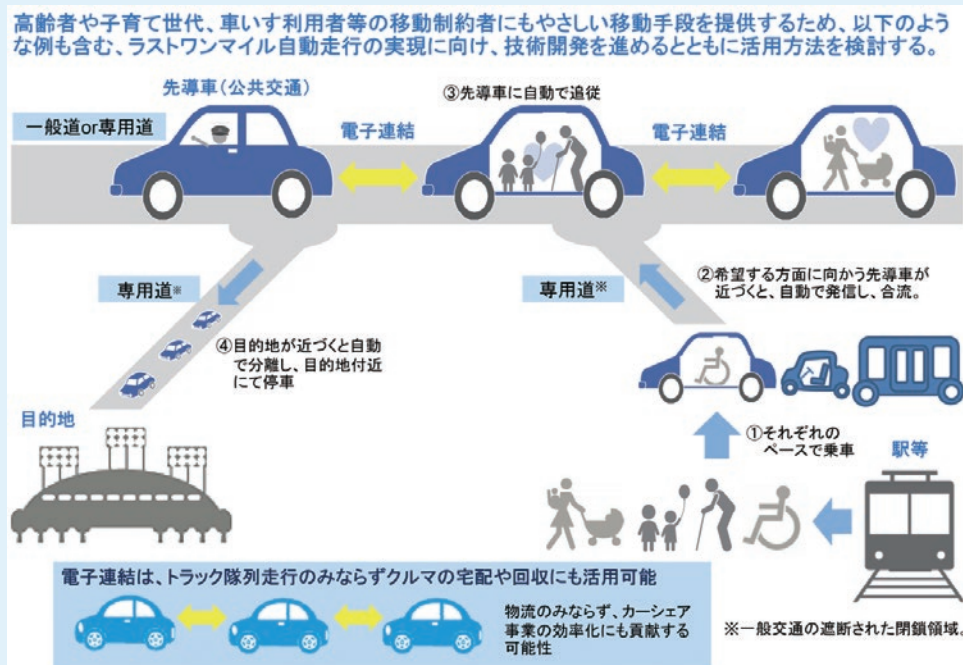 高齢者や子育て世代、車いす利用者等の移動制約者にもやさしい移動手段を提供するため、以下のよう
な例も含む、ラストワンマイル自動走行の実現に向け、技術開発を進めるとともに活用方法を検討する。
先導車(公共交通)
③先導車に自動で追従
一般道or専用道
電子連結
電子連結
専用道※
専用道※
②希望する方面に向かう先導車が
近づくと、自動で発信し、合流。
④目的地が近づくと自動
で分離し、目的地付近
にて停車
目的地
①それぞれの
ペースで乗車
駅等
電子連結は、トラック隊列走行のみならずクルマの宅配や回収にも活用可能
物流のみならず、カーシェア
事業の効率化にも貢献する
可能性
※一般交通の遮断された閉鎖領域。